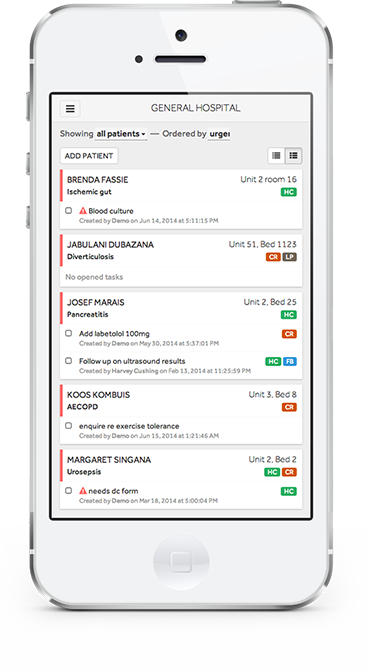 GENERAL HOSPITAL
Showing all patients — Ordered by urge
ADD PATIENT
BRENDA FASSIE Unit 2 room 16
Ischemic gut HC
Blood culture
Created by Demo on Jun 14, 2014 at 5:11:15 PM
JABULANI DUBAZANA Unit 51, Bed 1123
Diverticulosis CR LP
No opened tasks
JOSEF MARAIS Unit 2, Bed 25
Pancreatitis HC
Add labetolol 100mg CR
Created by Demo on May 30, 2014 at 5:37:01 PM
Follow up on ultrasound results HC FB
Created by Harvey Cushing on Feb 13, 2014 at 11:25:59 PM
KOOS KOMBUIS Unit 3, Bed 8
AECOPD CR
enquire re exercise tolerance
Created by Demo on Jun 15, 2014 at 1:21:46 AM
MARGARET SINGANA Unit 2, Bed 2
Urosepsis HC CR
needs dc form HC
Created by Demo on Mar 18, 2014 at 5:00:04 PM